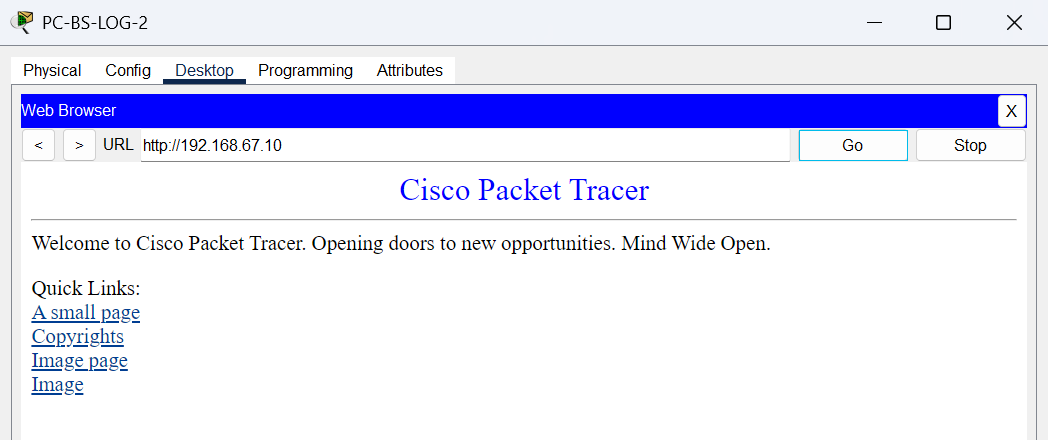 PC-BS-LOG-2
Physical Config Desktop Programming Attributes
Web Browser X
< > URL http://192.168.67.10 Go Stop
Cisco Packet Tracer
Welcome to Cisco Packet Tracer. Opening doors to new opportunities. Mind Wide Open.
Quick Links:
A small page
Copyrights
Image page
Image